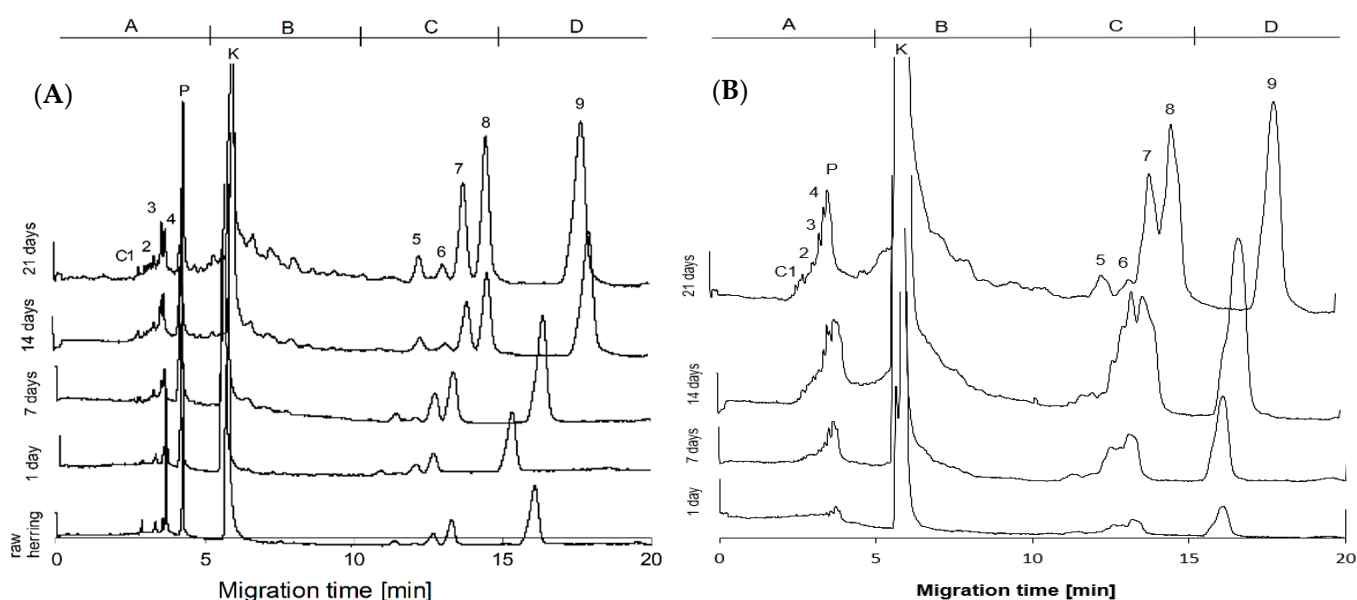 A B C D
(A)
K
P
9
8
7
3
4
C1 2
5
6
21 days
14 days
7 days
1 day
raw herring
0 5 10 15 20
Migration time [min]
A B C D
(B)
K
9
8
7
P
4
3
2
C1
5
6
21 days
14 days
7 days
1 day
0 5 10 15 20
Migration time [min]